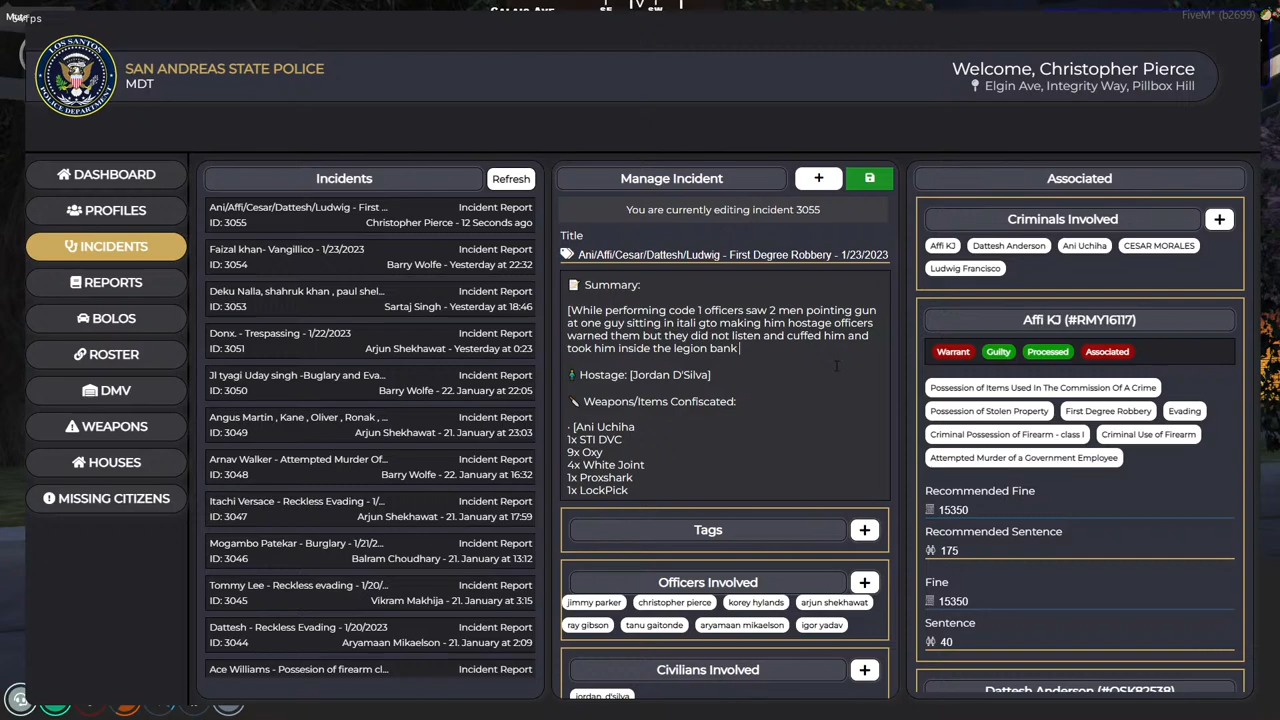 54 fps
FiveM* (b2699)
LOS SANTOS
POLICE DEPARTMENT
SAN ANDREAS STATE POLICE
MDT
Welcome, Christopher Pierce
Elgin Ave, Integrity Way, Pillbox Hill
DASHBOARD
PROFILES
INCIDENTS
REPORTS
BOLOS
ROSTER
DMV
WEAPONS
HOUSES
MISSING CITIZENS
Incidents
Refresh
Ani/Affi/Cesar/Dattesh/Ludwig - First ... Incident Report
ID: 3055 Christopher Pierce - 12 Seconds ago
Faizal khan- Vangillico - 1/23/2023 Incident Report
ID: 3054 Barry Wolfe - Yesterday at 22:32
Deku Nalla, shahruk khan , paul shel... Incident Report
ID: 3053 Sartaj Singh - Yesterday at 18:46
Donx. - Trespassing - 1/22/2023 Incident Report
ID: 3051 Arjun Shekhawat - Yesterday at 0:23
JI tyagi Uday singh -Buglary and Eva... Incident Report
ID: 3050 Barry Wolfe - 22. January at 22:05
Angus Martin , Kane , Oliver , Ronak , ... Incident Report
ID: 3049 Arjun Shekhawat - 21. January at 23:03
Array Walker - Attempted Murder Of... Incident Report
ID: 3048 Barry Wolfe - 22. January at 16:32
Itachi Versace - Reckless Evading - 1/... Incident Report
ID: 3047 Arjun Shekhawat - 21. January at 17:59
Mogambo Patekar - Burglary - 1/21/2... Incident Report
ID: 3046 Balram Choudhary - 21. January at 13:12
Tommy Lee - Reckless evading - 1/20/... Incident Report
ID: 3045 Vikram Makhija - 21. January at 3:15
Dattesh - Reckless Evading - 1/20/2023 Incident Report
ID: 3044 Aryamaan Mikaelson - 21. January at 2:09
Ace Williams - Possesion of firearm cl... Incident Report
Manage Incident
You are currently editing incident 3055
Title
Ani/Affi/Cesar/Dattesh/Ludwig - First Degree Robbery - 1/23/2023
Summary:
[While performing code 1 officers saw 2 men pointing gun
at one guy sitting in itali gto making him hostage officers
warned them but they did not listen and cuffed him and
took him inside the legion bank
Hostage: [Jordan D'Silva]
Weapons/Items Confiscated:
· [Ani Uchiha
1x STI DVC
9x Oxy
4x White Joint
1x Proxshark
1x LockPick
Tags
Officers Involved
jimmy parker christopher pierce korey hylands arjun shekhawat
ray gibson tanu gaitonde aryamaan mikaelson igor yadav
Civilians Involved
jordan d'silva
Associated
Criminals Involved
Affi KJ Dattesh Anderson Ani Uchiha CESAR MORALES
Ludwig Francisco
Affi KJ (#RMY16117)
Warrant Guilty Processed Associated
Possession of Items Used In The Commission Of A Crime
Possession of Stolen Property First Degree Robbery Evading
Criminal Possession of Firearm - class I Criminal Use of Firearm
Attempted Murder of a Government Employee
Recommended Fine
15350
Recommended Sentence
175
Fine
15350
Sentence
40
Dattesh Anderson (#QSK82538)